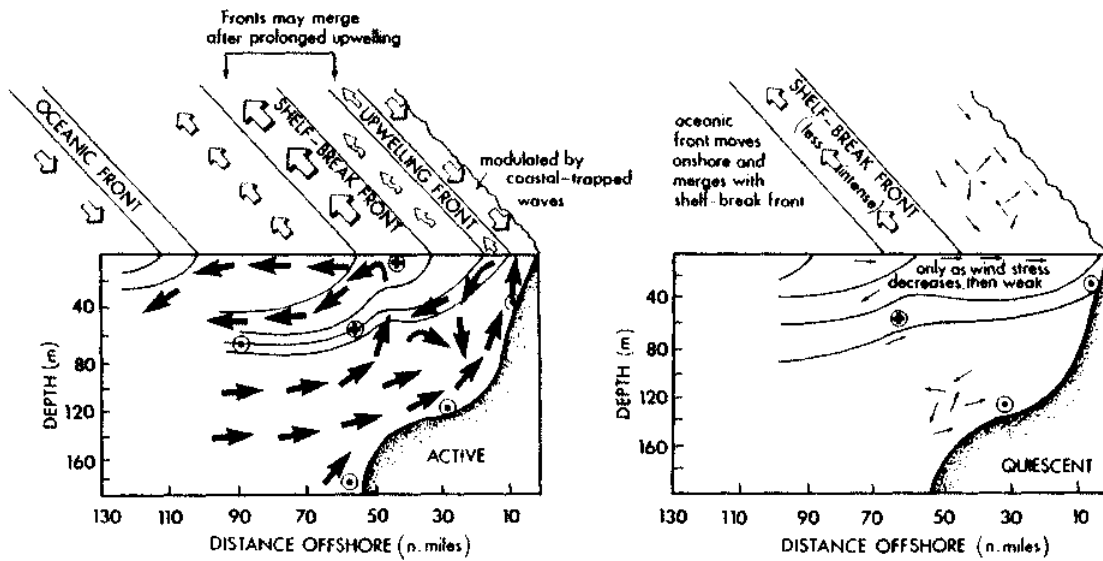 Fronts may merge
after prolonged upwelling
OCEANIC FRONT
SHELF-BREAK FRONT
UPWELLING FRONT
modulated by
coastal-trapped
waves
40
80
120
160
DEPTH (m)
ACTIVE
130 110 90 70 50 30 10
DISTANCE OFFSHORE (n. miles)
oceanic
front moves
onshore and
merges with
shelf-break front
SHELF-BREAK FRONT
(less intense)
only as wind stress
decreases, then weak
40
80
120
160
DEPTH (m)
QUIESCENT
130 110 90 70 50 30 10
DISTANCE OFFSHORE (n.miles)